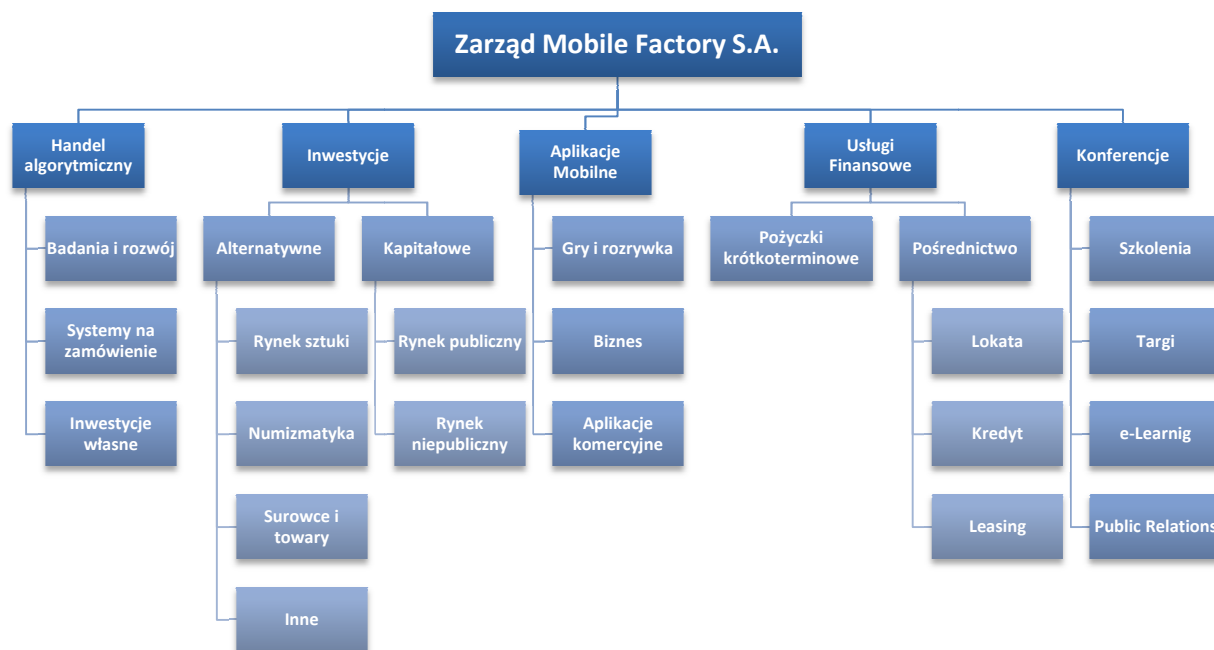 Zarząd Mobile Factory S.A.
Handel
algorytmiczny
Badania i rozwój
Systemy na
zamówienie
Inwestycje
własne
Inwestycje
Alternatywne
Rynek sztuki
Numizmatyka
Surowce i
towary
Inne
Kapitałowe
Rynek publiczny
Rynek
niepubliczny
Aplikacje
Mobilne
Gry i rozrywka
Biznes
Aplikacje
komercyjne
Usługi
Finansowe
Pożyczki
krótkoterminowe
Pośrednictwo
Lokata
Kredyt
Leasing
Konferencje
Szkolenia
Targi
e-Learnig
Public Relations